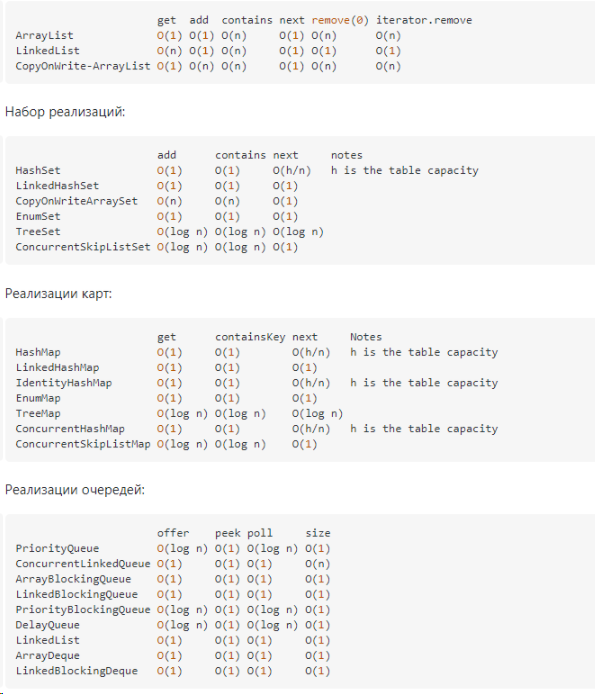 get add contains next remove(0) iterator.remove
ArrayList O(1) O(1) O(n) O(1) O(n) O(n)
LinkedList O(n) O(1) O(n) O(1) O(1) O(1)
CopyOnWrite-ArrayList O(1) O(n) O(n) O(1) O(n) O(n)
Набор реализаций:
add contains next notes
HashSet O(1) O(1) O(h/n) h is the table capacity
LinkedHashSet O(1) O(1) O(1)
CopyOnWriteArraySet O(n) O(n) O(1)
EnumSet O(1) O(1) O(1)
TreeSet O(log n) O(log n) O(log n)
ConcurrentSkipListSet O(log n) O(log n) O(1)
Реализации карт:
get containsKey next Notes
HashMap O(1) O(1) O(h/n) h is the table capacity
LinkedHashMap O(1) O(1) O(1)
IdentityHashMap O(1) O(1) O(h/n) h is the table capacity
EnumMap O(1) O(1) O(1)
TreeMap O(log n) O(log n) O(log n)
ConcurrentHashMap O(1) O(1) O(h/n) h is the table capacity
ConcurrentSkipListMap O(log n) O(log n) O(1)
Реализации очередей:
offer peek poll size
PriorityQueue O(log n) O(1) O(log n) O(1)
ConcurrentLinkedQueue O(1) O(1) O(1) O(n)
ArrayBlockingQueue O(1) O(1) O(1) O(1)
LinkedBlockingQueue O(1) O(1) O(1) O(1)
PriorityBlockingQueue O(log n) O(1) O(log n) O(1)
DelayQueue O(log n) O(1) O(log n) O(1)
LinkedList O(1) O(1) O(1) O(1)
ArrayDeque O(1) O(1) O(1) O(1)
LinkedBlockingDeque O(1) O(1) O(1) O(1)